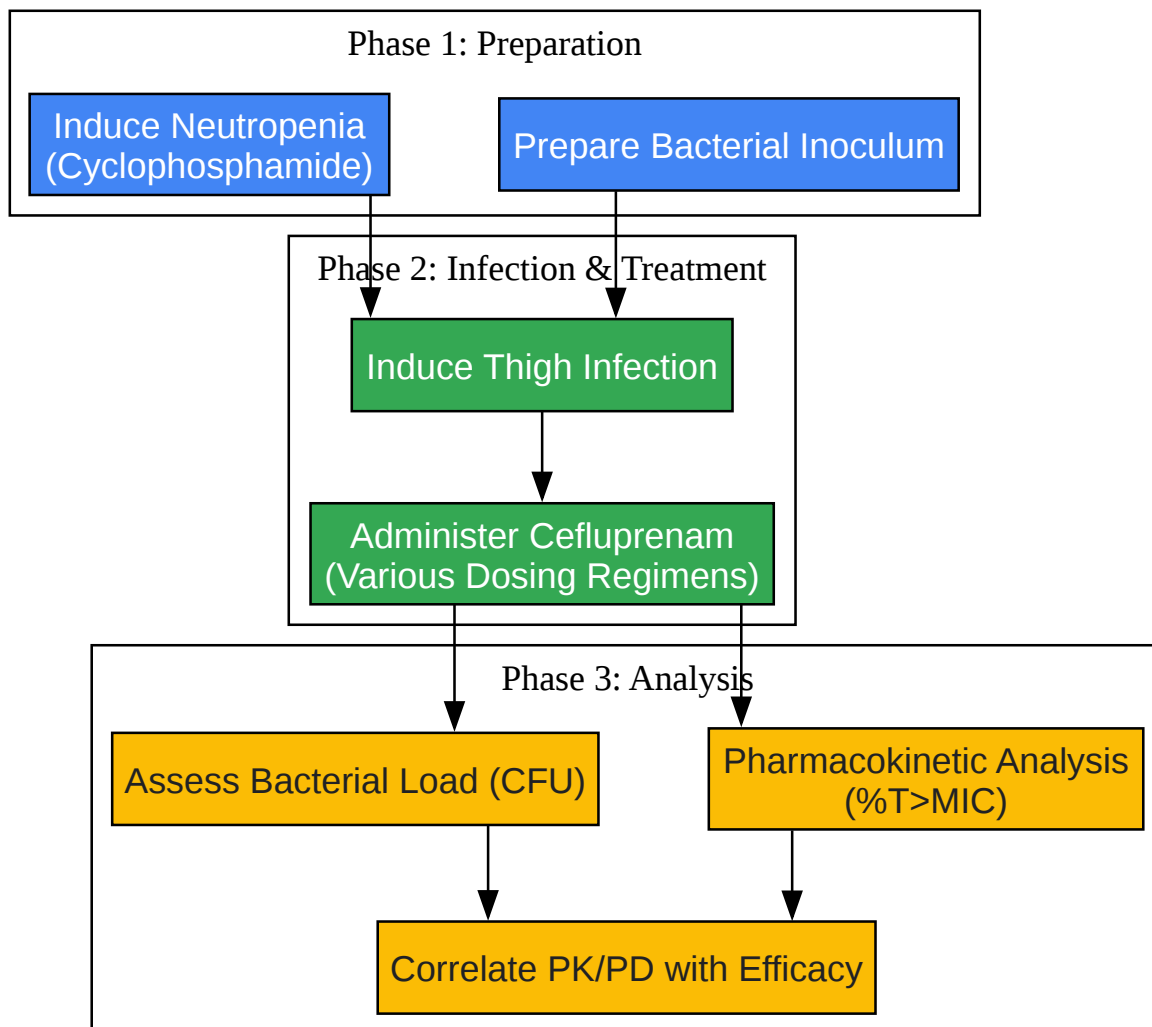 Phase 1: Preparation
Induce Neutropenia
(Cyclophosphamide)
Prepare Bacterial Inoculum
Phase 2: Infection & Treatment
Induce Thigh Infection
Administer Cefluprenam
(Various Dosing Regimens)
Phase 3: Analysis
Assess Bacterial Load (CFU)
Pharmacokinetic Analysis
(%T>MIC)
Correlate PK/PD with Efficacy